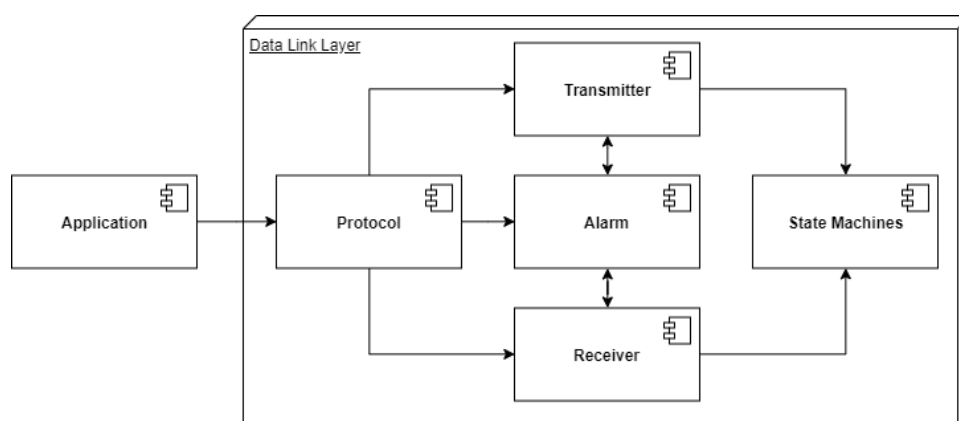 Data Link Layer
Transmitter
Application
Protocol
Alarm
State Machines
Receiver